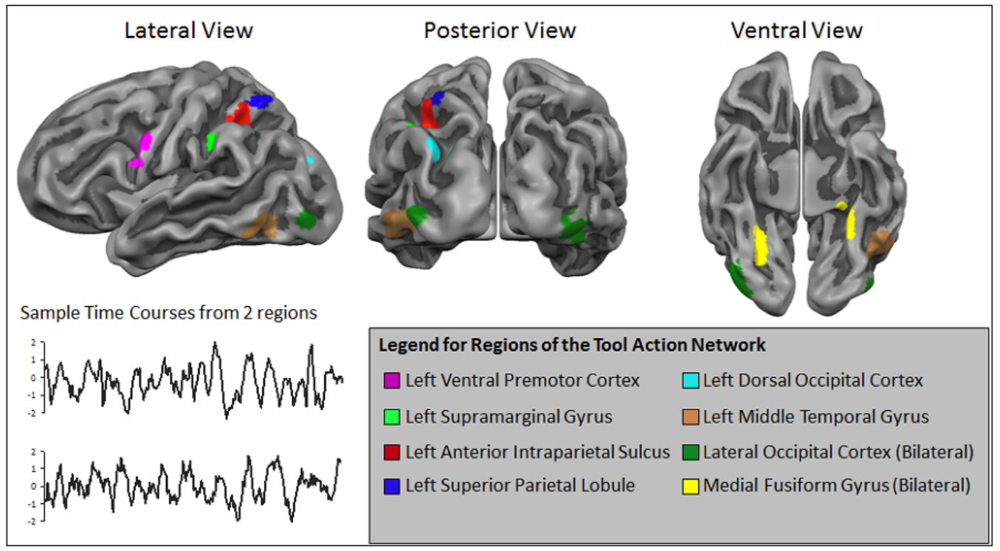 Lateral View
Posterior View
Ventral View
Sample Time Courses from 2 regions
2
1
0
-1
-2
2
1
0
-1
-2
Legend for Regions of the Tool Action Network
Left Ventral Premotor Cortex
Left Dorsal Occipital Cortex
Left Supramarginal Gyrus
Left Middle Temporal Gyrus
Left Anterior Intraparietal Sulcus
Lateral Occipital Cortex (Bilateral)
Left Superior Parietal Lobule
Medial Fusiform Gyrus (Bilateral)